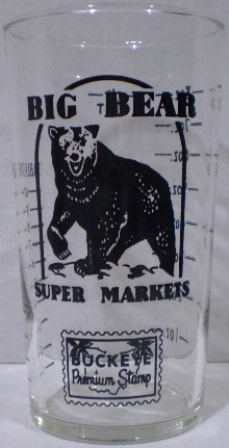 BIG BEAR
SUPER MARKETS
BUCKEYE
Premium Stamp